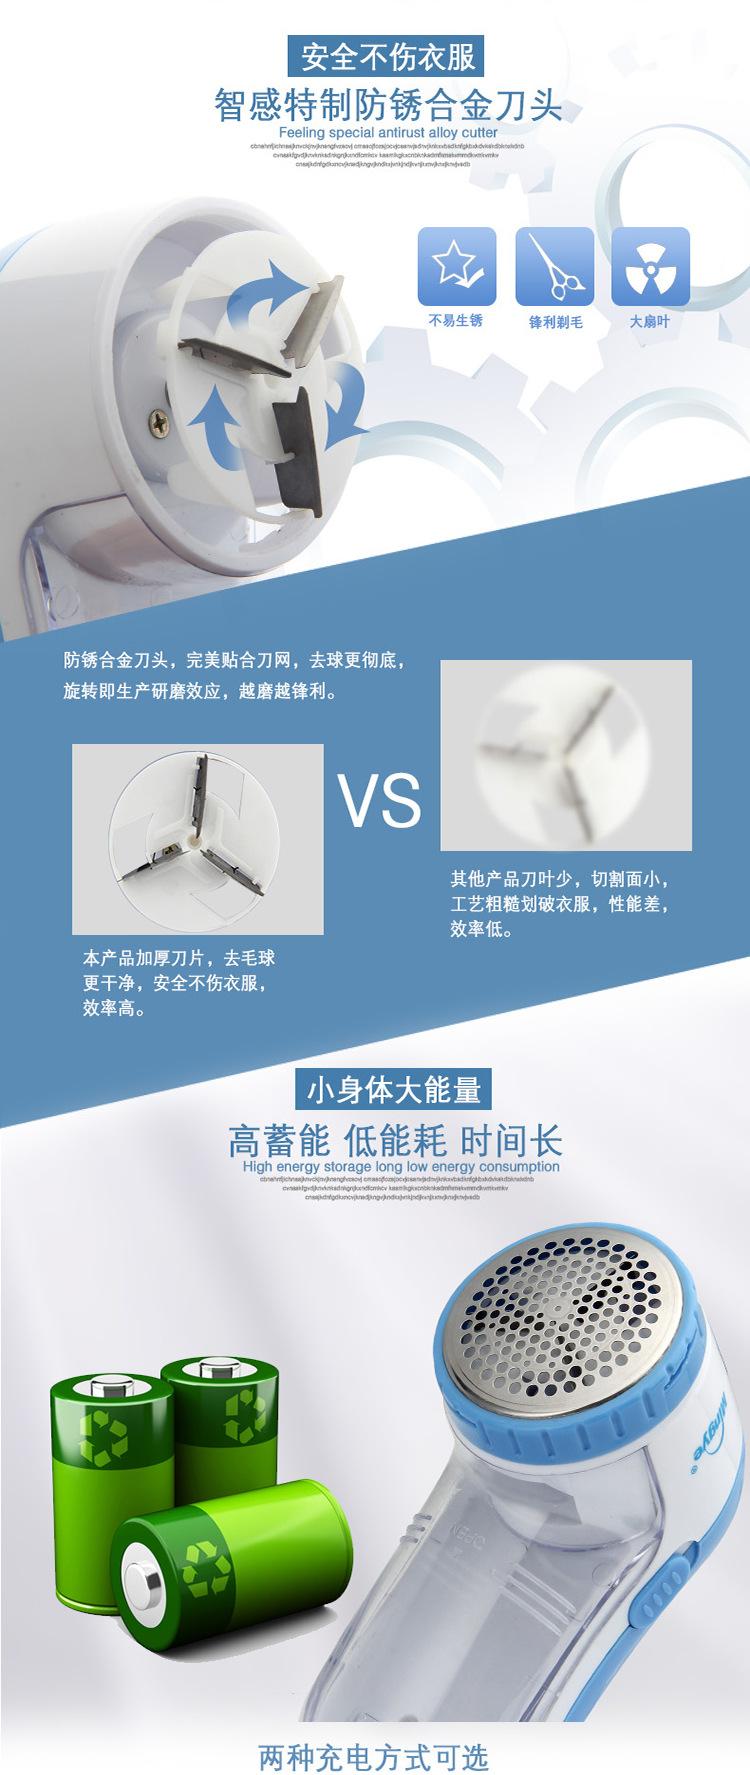 安全不伤衣服
智感特制防锈合金刀头
Feeling special antirust alloy cutter
不易生锈
锋利剃毛
大扇叶
防锈合金刀头，完美贴合刀网，去球更彻底，
旋转即生产研磨效应，越磨越锋利。
VS
本产品加厚刀片，去毛球
更干净，安全不伤衣服，
效率高。
其他产品刀叶少，切割面小，
工艺粗糙划破衣服，性能差，
效率低。
小身体大能量
高蓄能 低能耗 时间长
High energy storage long low energy consumption
Mingye®
OPEN
两种充电方式可选